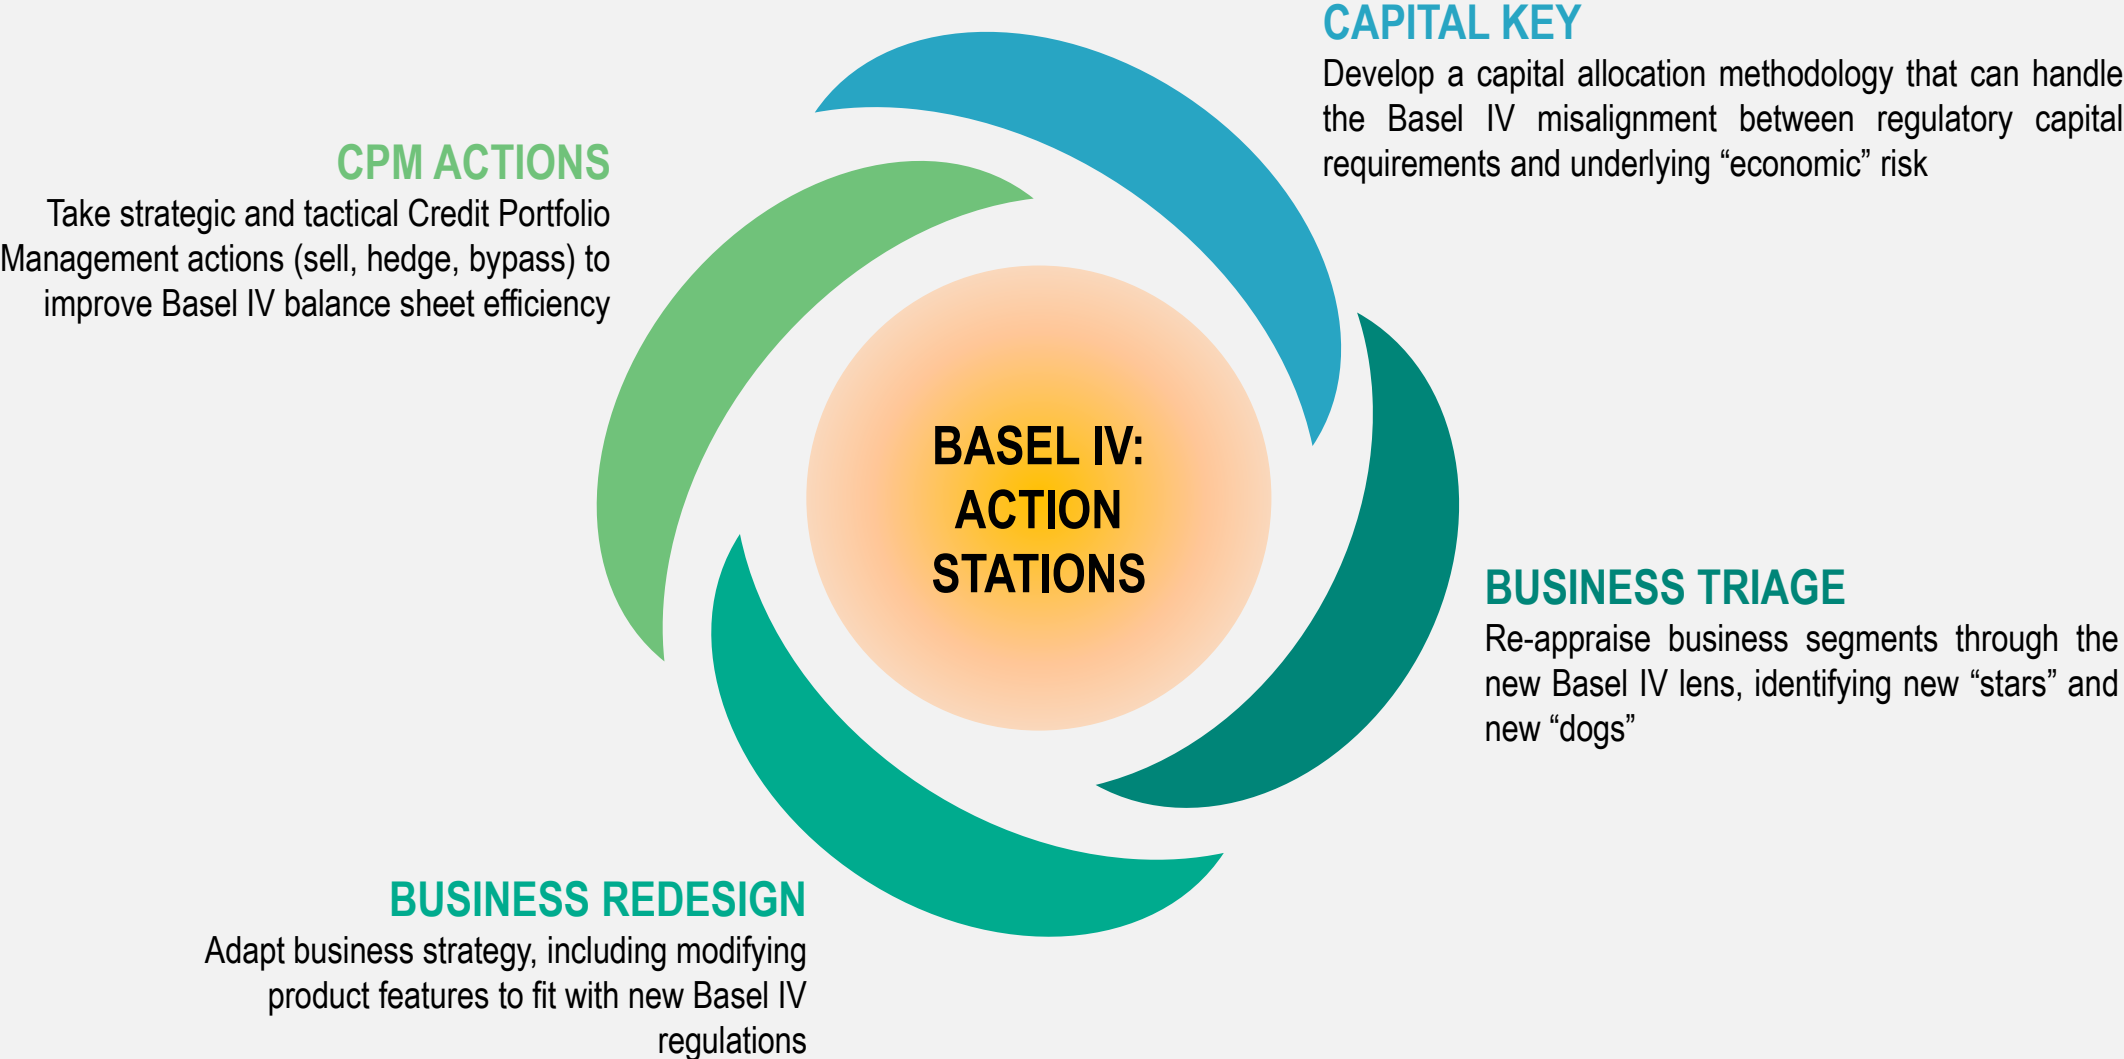 CAPITAL KEY
Develop a capital allocation methodology that can handle
the Basel IV misalignment between regulatory capital
requirements and underlying “economic” risk
CPM ACTIONS
Take strategic and tactical Credit Portfolio
Management actions (sell, hedge, bypass) to
improve Basel IV balance sheet efficiency
BASEL IV:
ACTION
STATIONS
BUSINESS TRIAGE
Re-appraise business segments through the
new Basel IV lens, identifying new “stars” and
new “dogs”
BUSINESS REDESIGN
Adapt business strategy, including modifying
product features to fit with new Basel IV
regulations